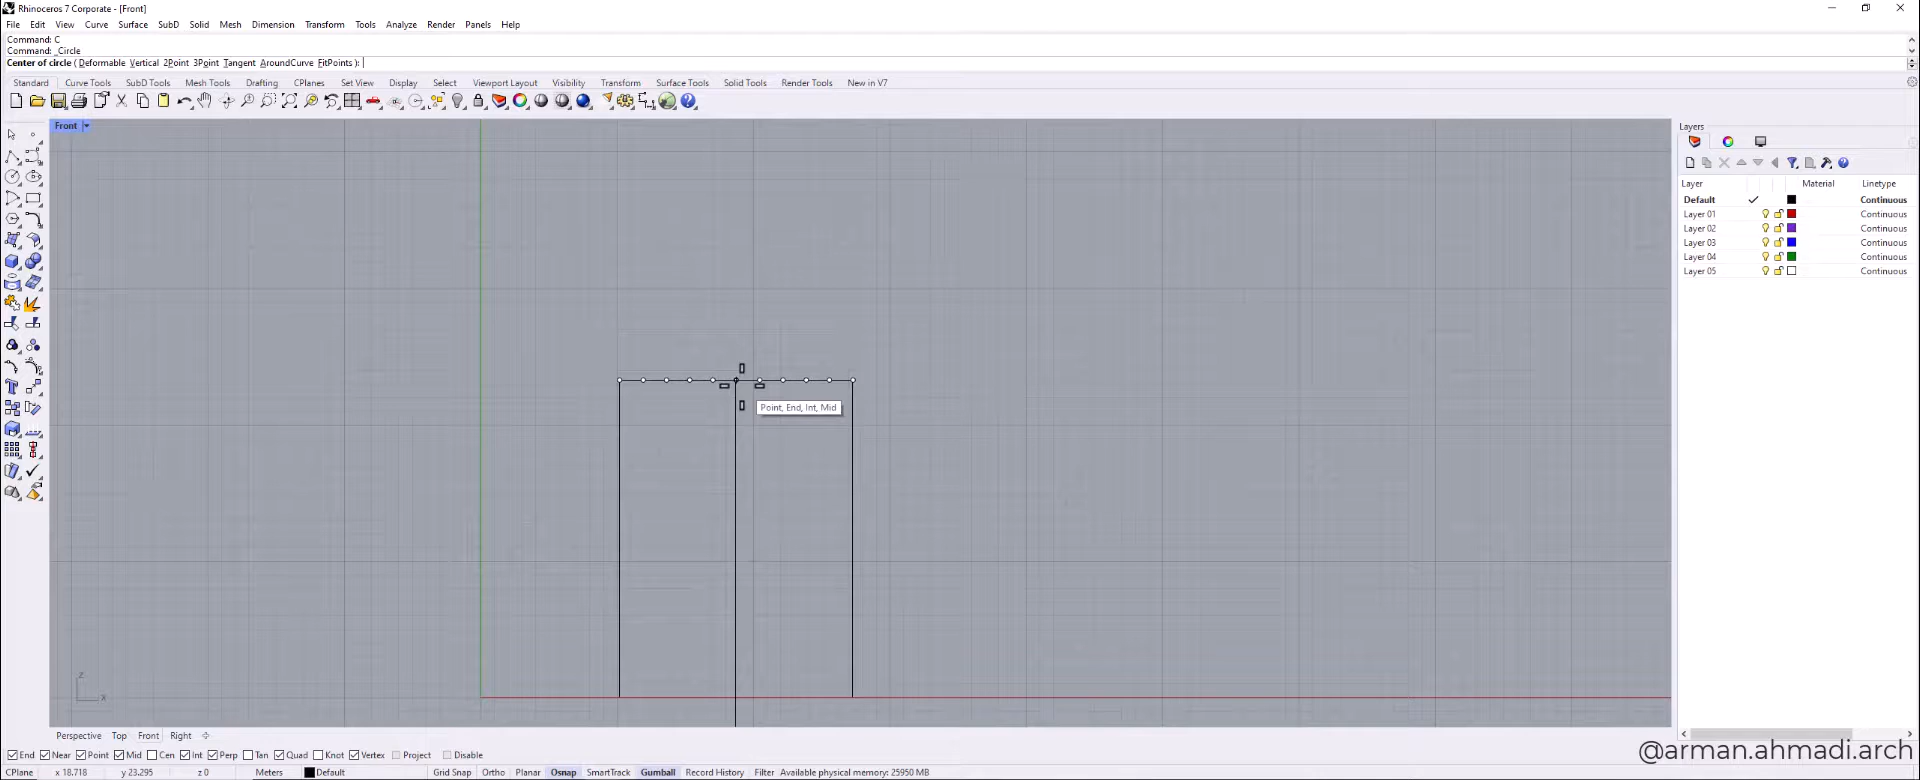 Rhinoceros 7 Corporate - [Front]
File Edit View Curve Surface SubD Solid Mesh Dimension Transform Tools Analyze Render Panels Help
Command: C
Command: _Circle
Center of circle ( Deformable Vertical 2Point 3Point Tangent AroundCurve FitPoints ):
Standard Curve Tools SubD Tools Mesh Tools Drafting CPlanes Set View Display Select Viewport Layout Visibility Transform Surface Tools Solid Tools Render Tools New in V7
Front
Layers
Layer Material Linetype
Default Continuous
Layer 01 Continuous
Layer 02 Continuous
Layer 03 Continuous
Layer 04 Continuous
Layer 05 Continuous
Point, End, Int, Mid
z
x
Perspective Top Front Right
End Near Point Mid Cen Int Perp Tan Quad Knot Vertex Project Disable
@arman.ahmadi.arch
CPlane x 18.718 y 23.295 z 0 Meters Default Grid Snap Ortho Planar Osnap SmartTrack Gumball Record History Filter Available physical memory: 25950 MB